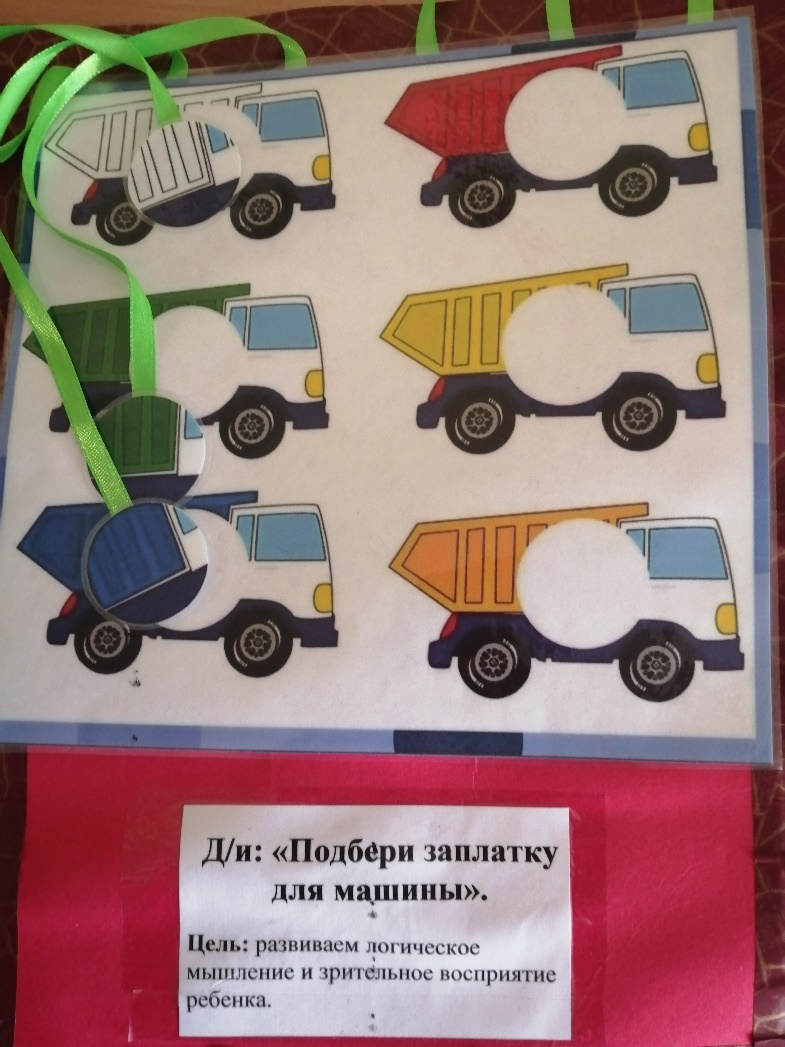 Д/и: «Подбери заплатку
для машины».
Цель: развиваем логическое
мышление и зрительное восприятие
ребенка.